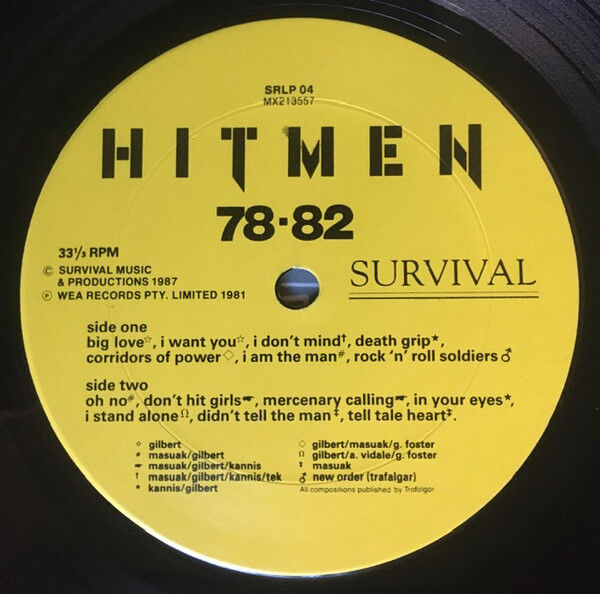 SRLP 04
MX213557
HITMEN
78·82
33⅓ RPM
© SURVIVAL MUSIC
& PRODUCTIONS 1987
℗ WEA RECORDS PTY. LIMITED 1981
SURVIVAL
side one
big love☆, i want you☆, i don't mind†, death grip★,
corridors of power◇, i am the man#, rock 'n' roll soldiers♂
side two
oh no#, don't hit girls☛, mercenary calling☛, in your eyes★,
i stand aloneΩ, didn't tell the man‡, tell tale heart‡.
☆ gilbert
# masuak/gilbert
☛ masuak/gilbert/kannis
† masuak/gilbert/kannis/tek
★ kannis/gilbert
◇ gilbert/masuak/g. foster
Ω gilbert/a. vidale/g. foster
‡ masuak
♂ new order (trafalgar)
All compositions published by Trafalgar